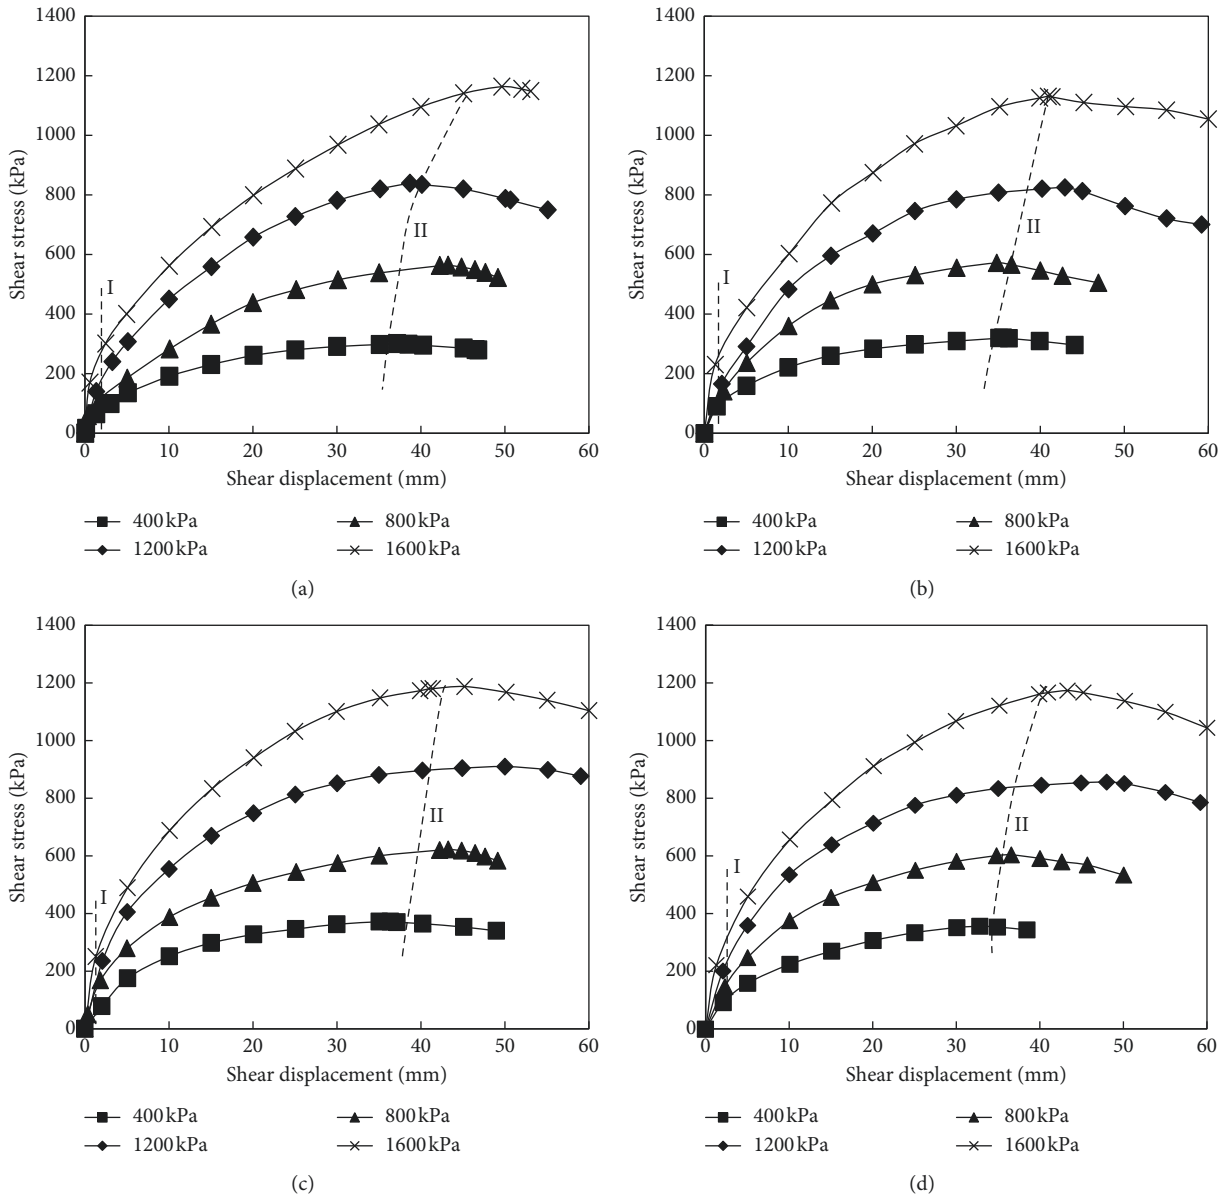 1400
1200
1000
800
600
400
200
0
Shear stress (kPa)
I
II
0 10 20 30 40 50 60
Shear displacement (mm)
400 kPa 800 kPa
1200 kPa 1600 kPa
(a)
1400
1200
1000
800
600
400
200
0
Shear stress (kPa)
I
II
0 10 20 30 40 50 60
Shear displacement (mm)
400 kPa 800 kPa
1200 kPa 1600 kPa
(b)
1400
1200
1000
800
600
400
200
0
Shear stress (kPa)
II
I
0 10 20 30 40 50 60
Shear displacement (mm)
400 kPa 800 kPa
1200 kPa 1600 kPa
(c)
1400
1200
1000
800
600
400
200
0
Shear stress (kPa)
II
I
0 10 20 30 40 50 60
Shear displacement (mm)
400 kPa 800 kPa
1200 kPa 1600 kPa
(d)